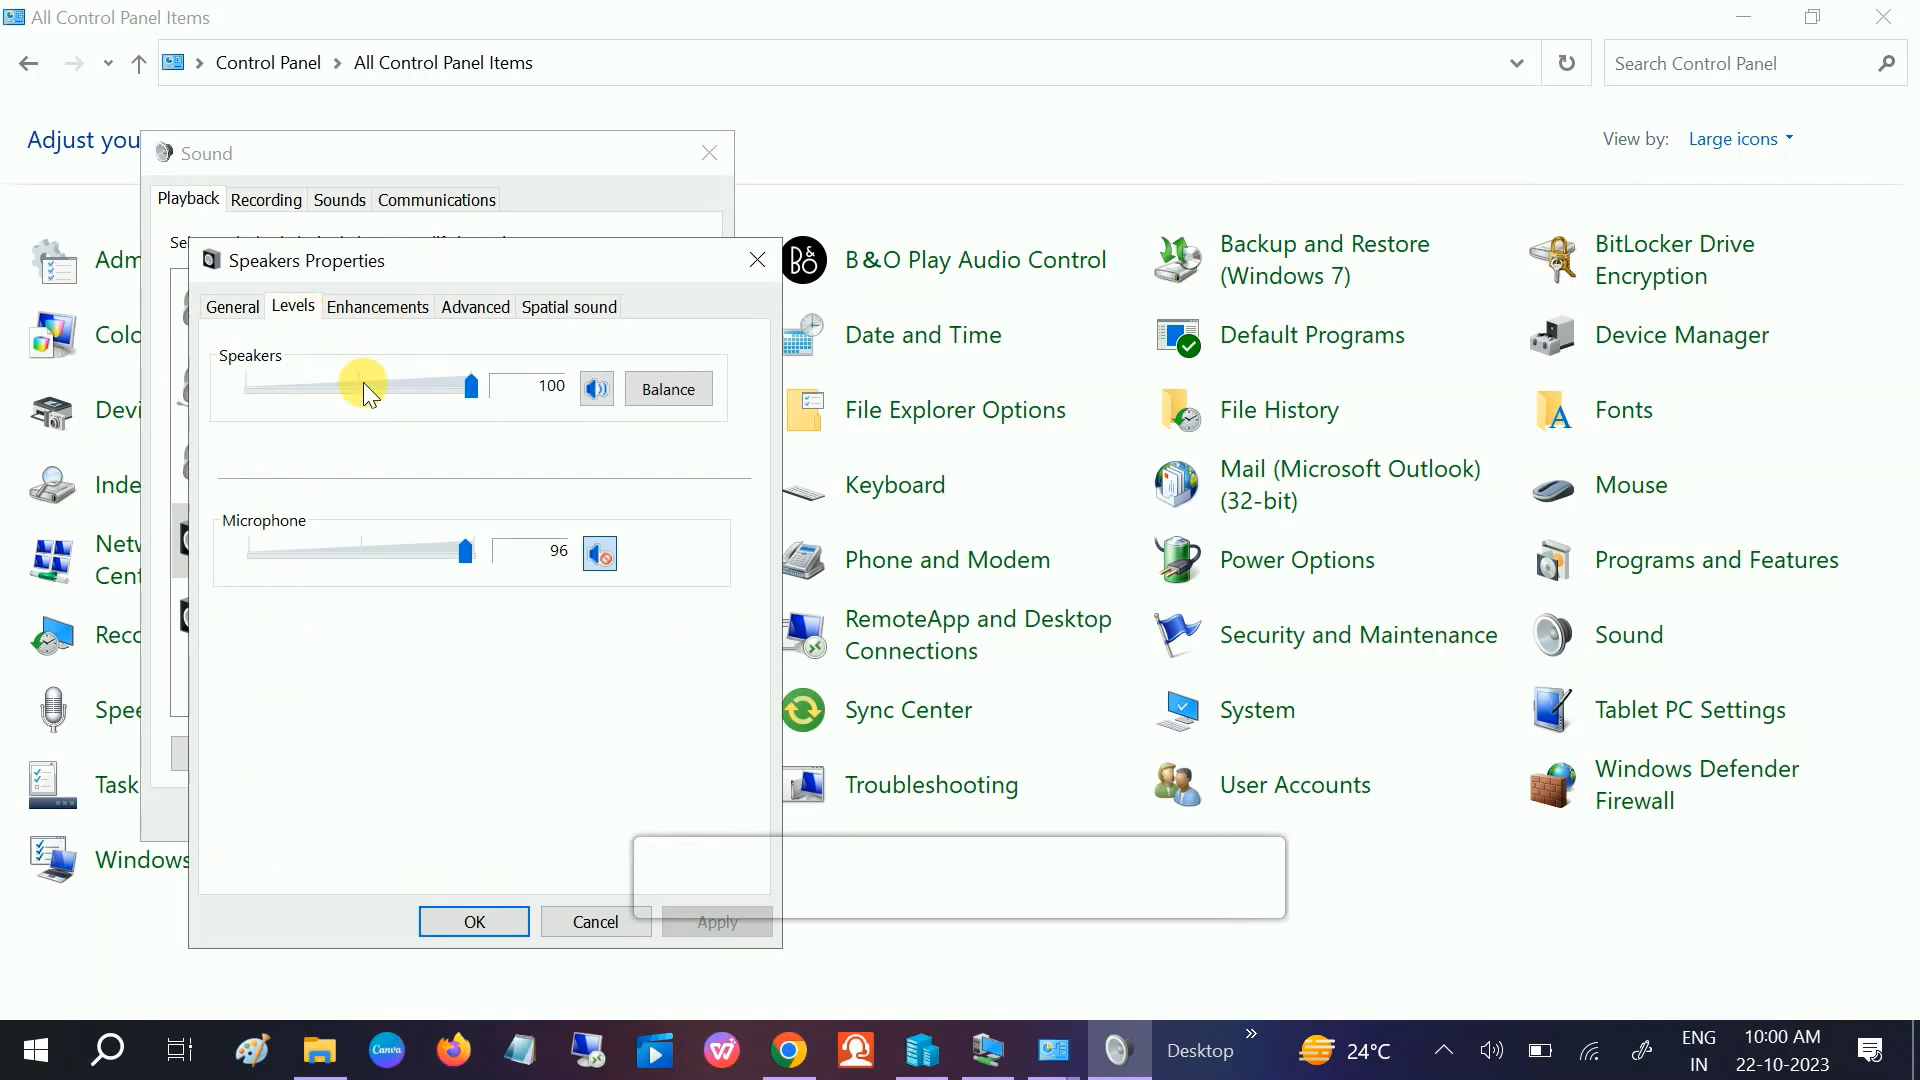 All Control Panel Items
Control Panel
All Control Panel Items
Search Control Panel
Adjust you
View by: Large icons
Sound
Playback
Recording
Sounds
Communications
Speakers Properties
General
Levels
Enhancements
Advanced
Spatial sound
Speakers
100
Balance
Microphone
96
OK
Cancel
Apply
Adm
B&O Play Audio Control
Backup and Restore
(Windows 7)
BitLocker Drive
Encryption
Colo
Date and Time
Default Programs
Device Manager
Devi
File Explorer Options
File History
Fonts
Inde
Keyboard
Mail (Microsoft Outlook)
(32-bit)
Mouse
Netw
Cent
Phone and Modem
Power Options
Programs and Features
Reco
RemoteApp and Desktop
Connections
Security and Maintenance
Sound
Spee
Sync Center
System
Tablet PC Settings
Task
Troubleshooting
User Accounts
Windows Defender
Firewall
Windows
Canva
Desktop
24°C
ENG
IN
10:00 AM
22-10-2023